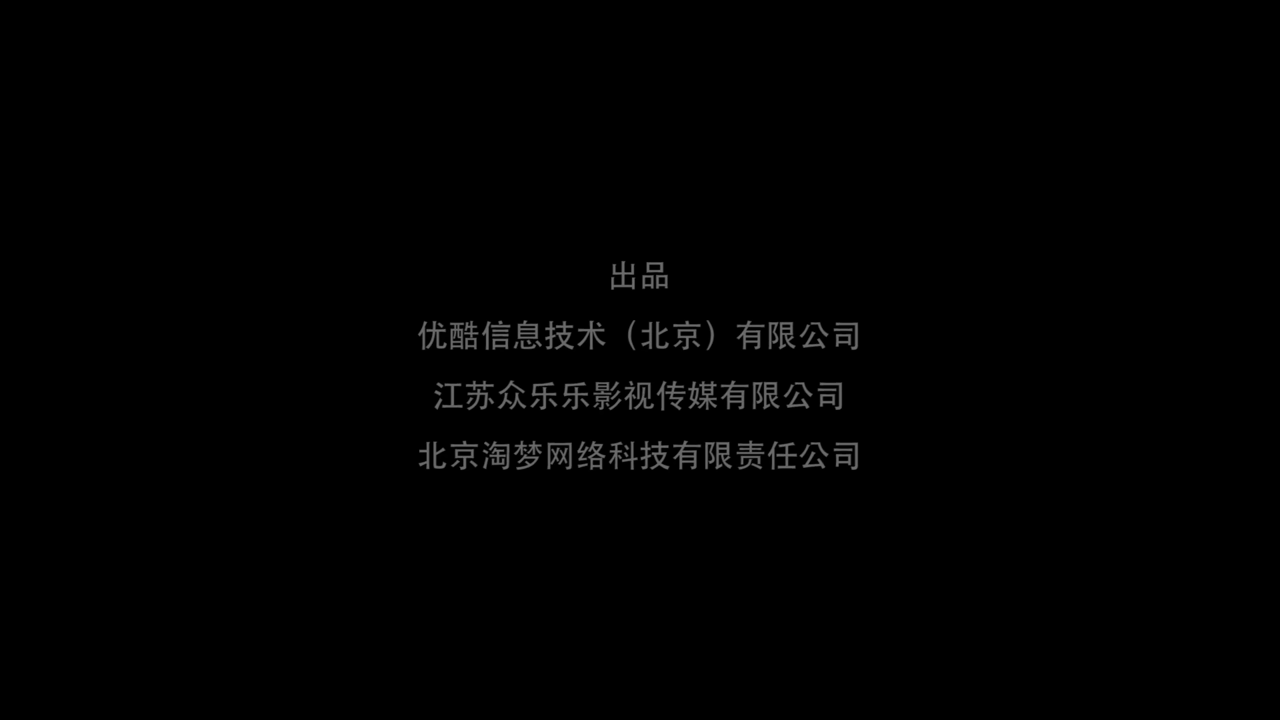 出品
优酷信息技术（北京）有限公司
江苏众乐乐影视传媒有限公司
北京淘梦网络科技有限责任公司